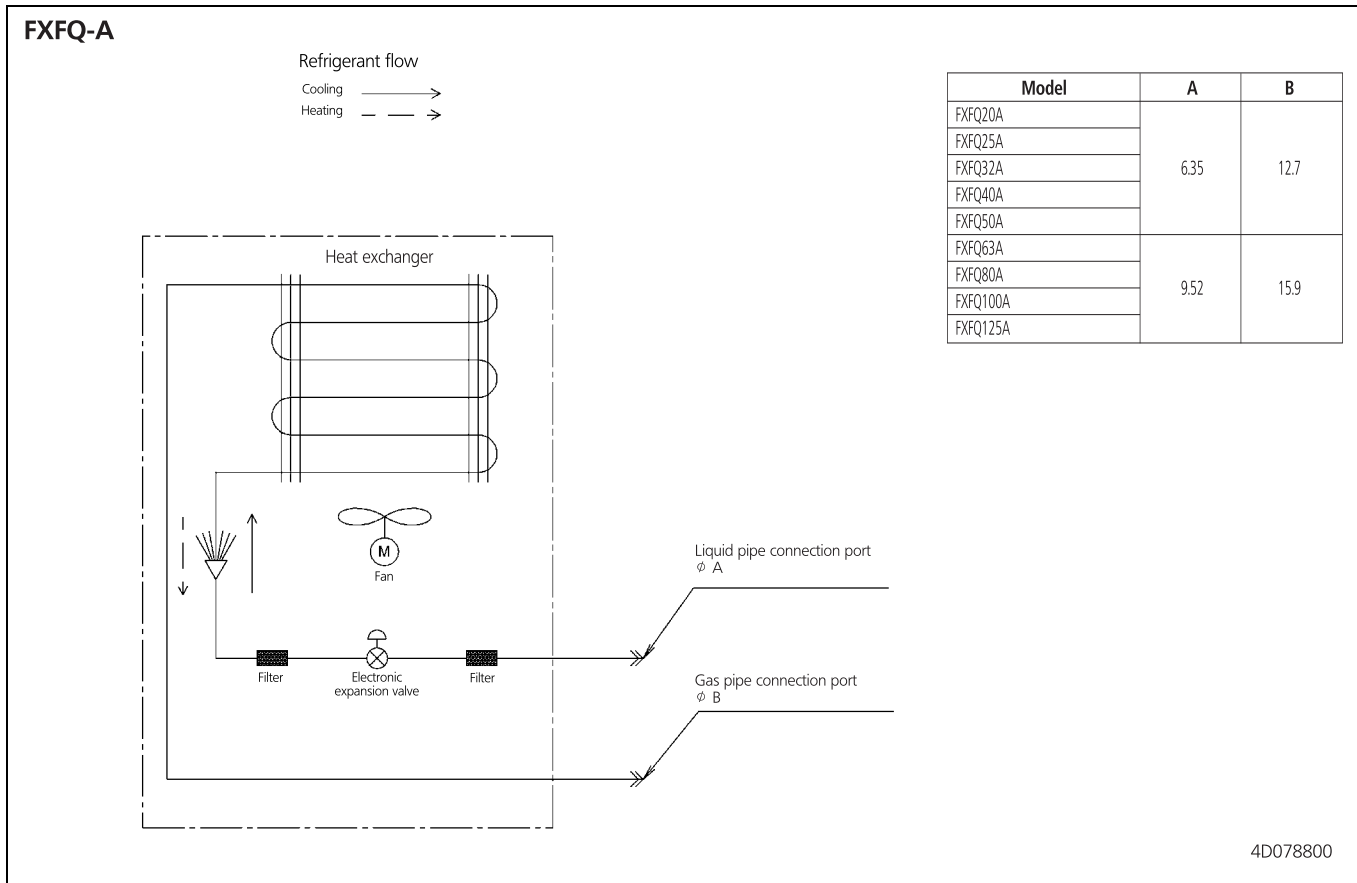 FXFQ-A
Refrigerant flow
Cooling
Heating
Model A B
FXFQ20A
FXFQ25A
FXFQ32A 6.35 12.7
FXFQ40A
FXFQ50A
FXFQ63A
FXFQ80A
9.52 15.9
FXFQ100A
FXFQ125A
Heat exchanger
M
Fan
Liquid pipe connection port
ϕ A
Filter
Electronic
expansion valve
Filter
Gas pipe connection port
ϕ B
4D078800